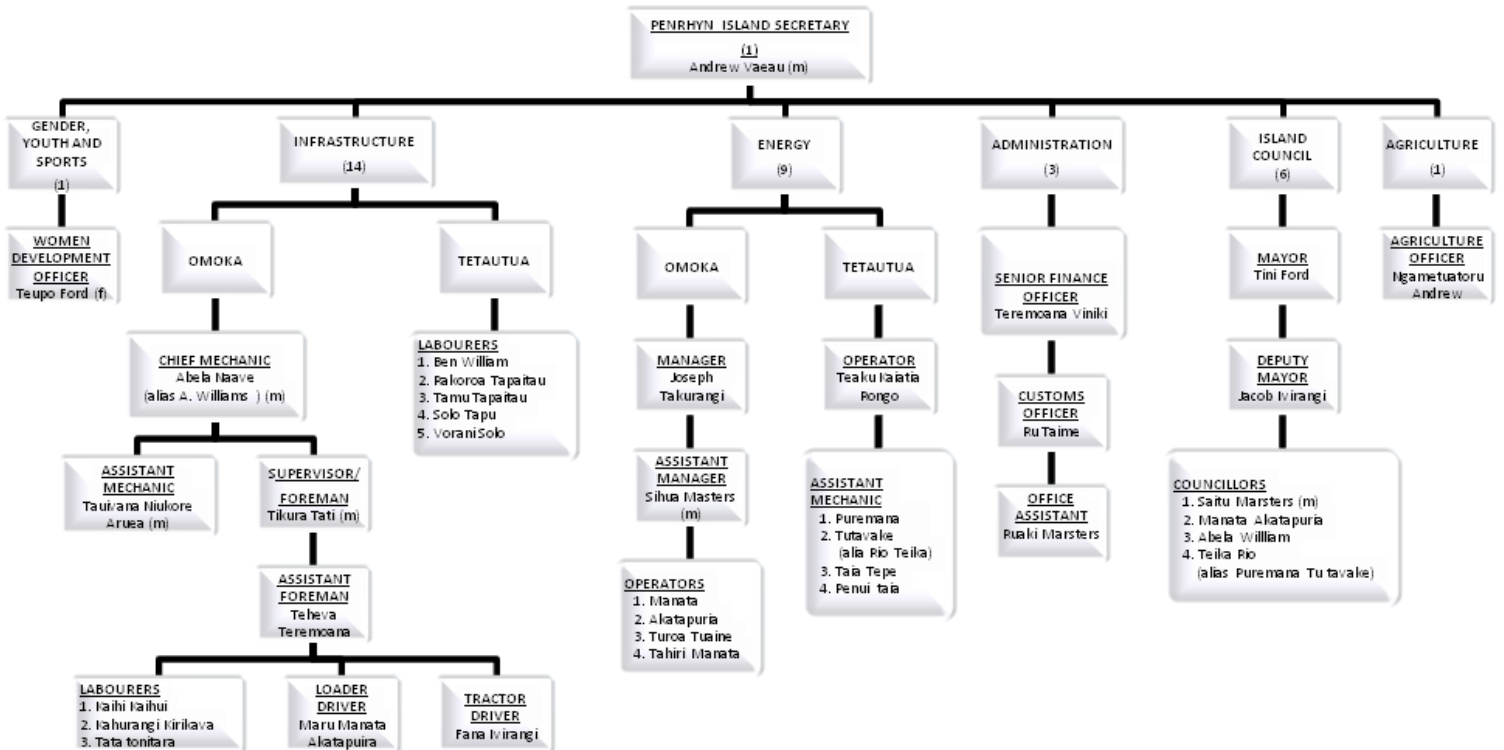 PENRHYN ISLAND SECRETARY
(1)
Andrew Vaeau (m)
GENDER,
YOUTH AND
SPORTS
(1)
WOMEN
DEVELOPMENT
OFFICER
Teupo Ford (f)
INFRASTRUCTURE
(14)
OMOKA
CHIEF MECHANIC
Abela Naave
(alias A. Williams ) (m)
ASSISTANT
MECHANIC
Tauivana Niukore
Aruea (m)
SUPERVISOR/
FOREMAN
Tikura Tati (m)
ASSISTANT
FOREMAN
Teheva
Teremoana
LABOURERS
1. Kaihi Kaihui
2. Kahurangi Kirikava
3. Tata tonitara
LOADER
DRIVER
Maru Manata
Akatapuira
TRACTOR
DRIVER
Fana Ivirangi
TETAUTUA
LABOURERS
1. Ben William
2. Rakoroa Tapaitau
3. Tamu Tapaitau
4. Solo Tapu
5. Vorani Solo
ENERGY
(9)
OMOKA
MANAGER
Joseph
Takurangi
ASSISTANT
MANAGER
Sihua Masters
(m)
OPERATORS
1. Manata
2. Akatapuria
3. Turoa Tuaine
4. Tahiri Manata
TETAUTUA
OPERATOR
Teaku Kaiatia
Rongo
ASSISTANT
MECHANIC
1. Puremana
2. Tutavake
(alia Rio Teika)
3. Taia Tepe
4. Penui taia
ADMINISTRATION
(3)
SENIOR FINANCE
OFFICER
Teremoana Viniki
CUSTOMS
OFFICER
Ru Taime
OFFICE
ASSISTANT
Ruaki Marsters
ISLAND
COUNCIL
(6)
MAYOR
Tini Ford
DEPUTY
MAYOR
Jacob Ivirangi
COUNCILLORS
1. Saitu Marsters (m)
2. Manata Akatapuria
3. Abela Willliam
4. Teika Rio
(alias Puremana Tutavake)
AGRICULTURE
(1)
AGRICULTURE
OFFICER
Ngametuatoru
Andrew